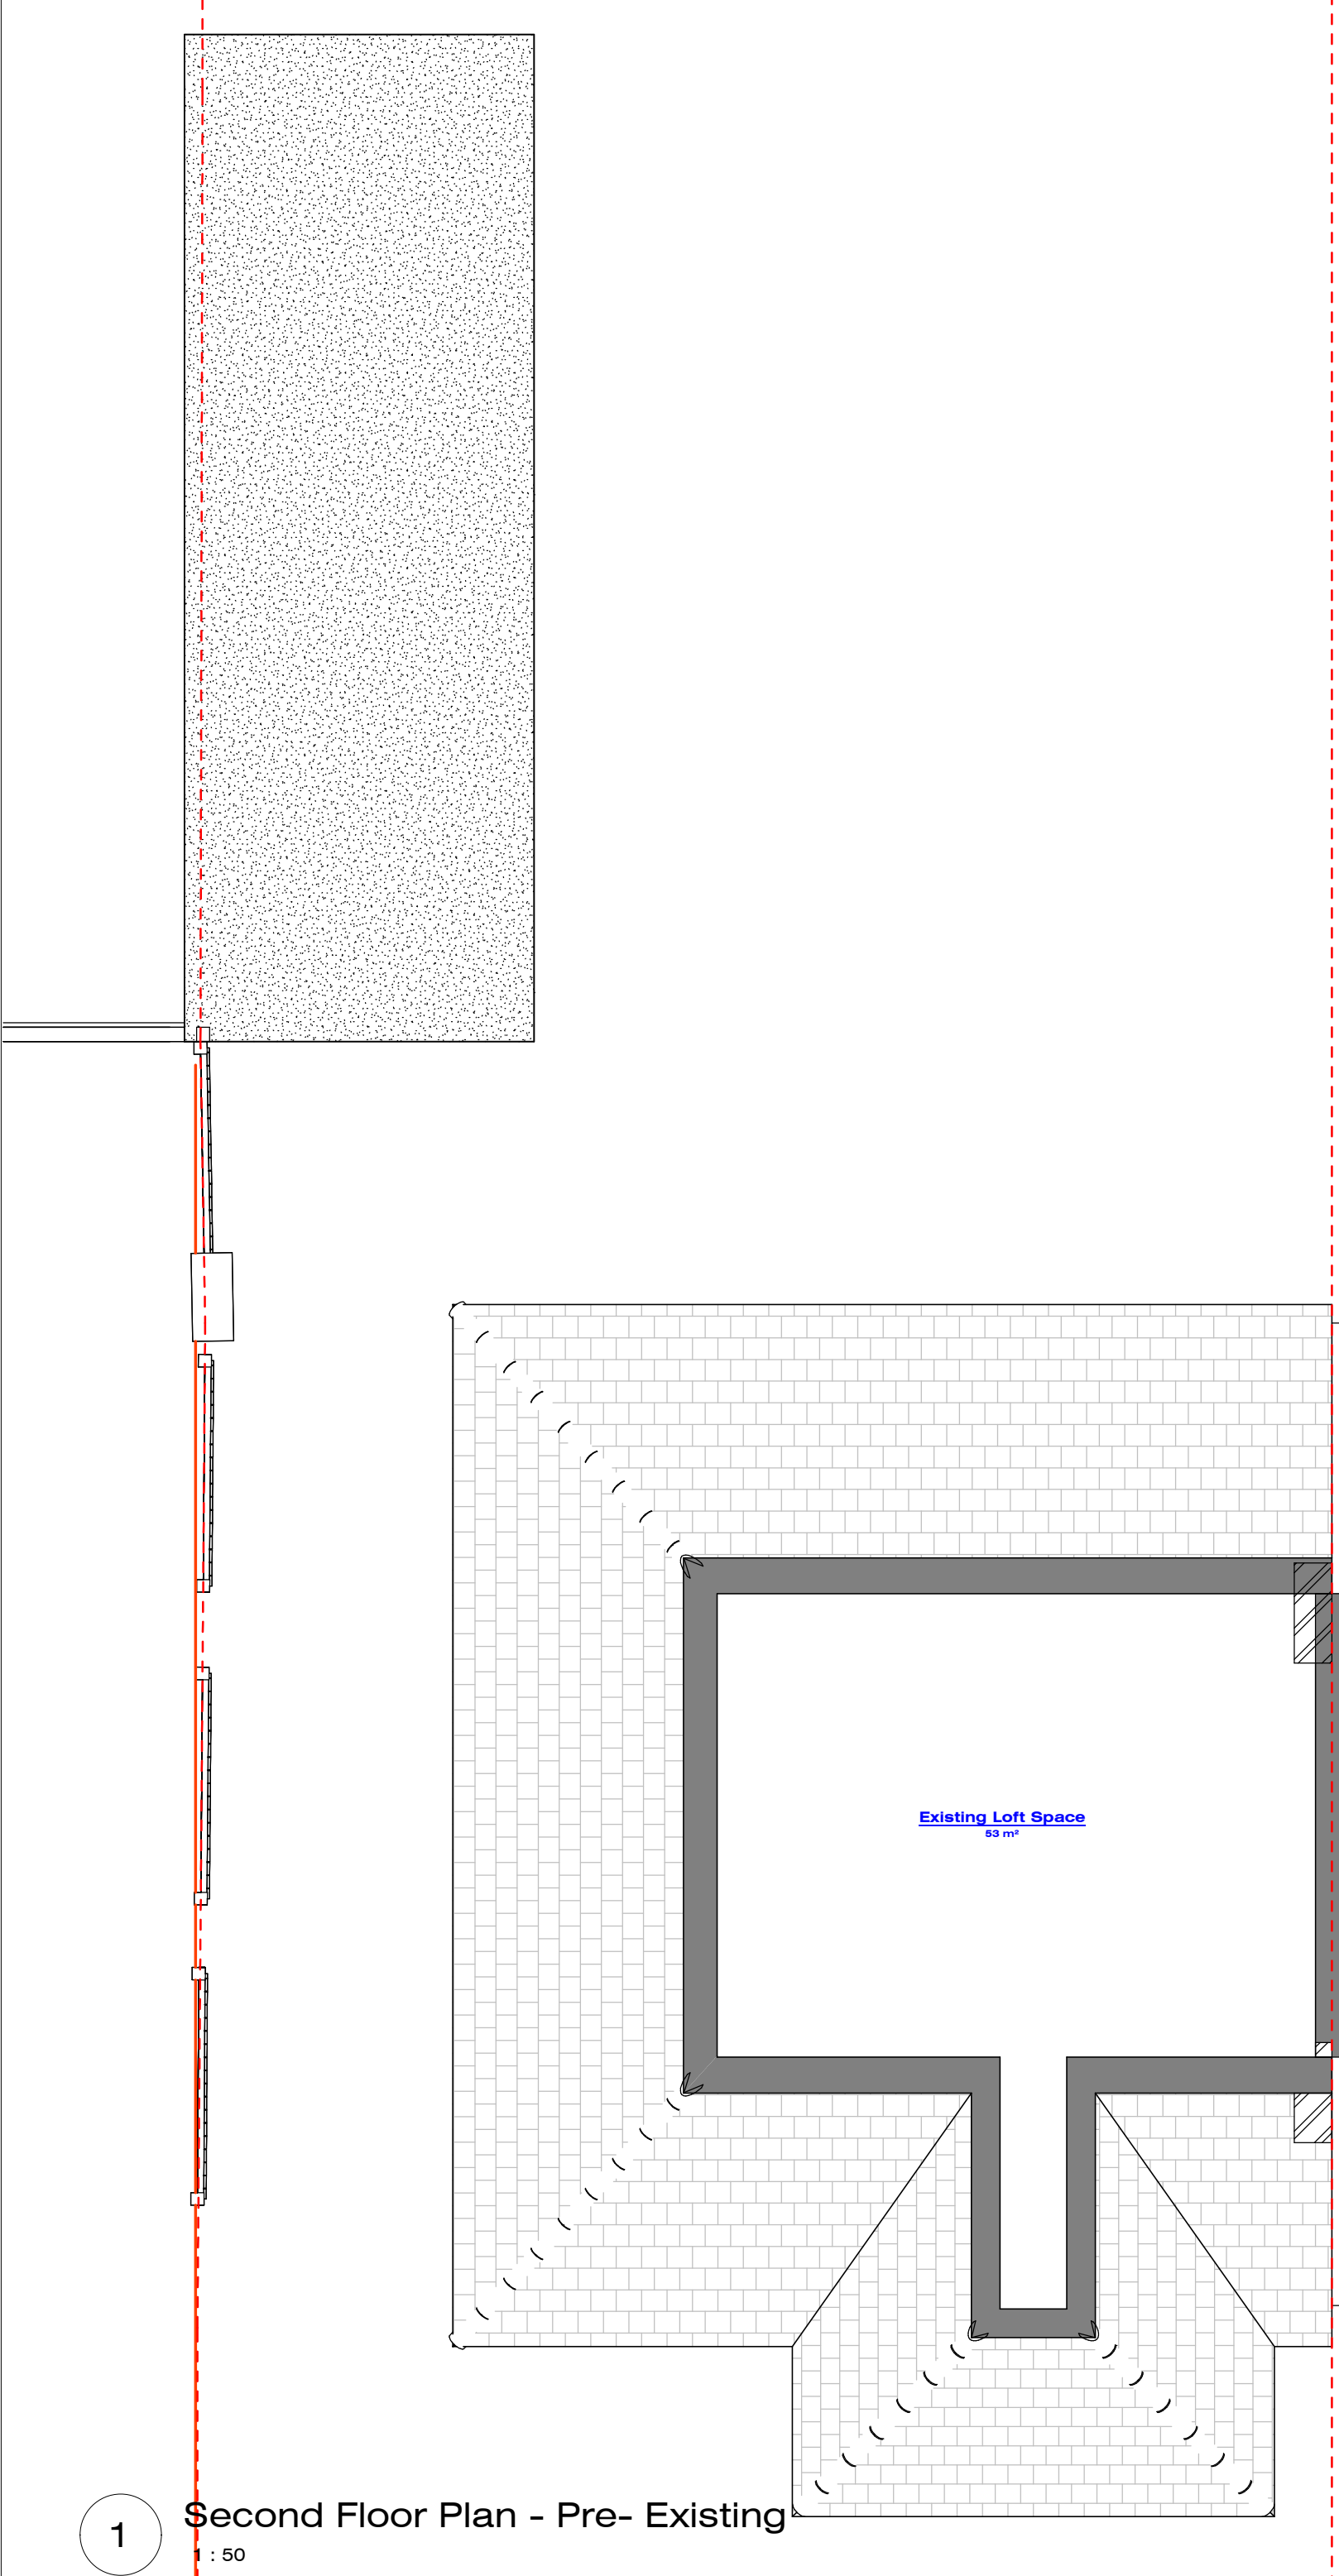 Existing Loft Space
53 m²
1
Second Floor Plan - Pre- Existing
1 : 50